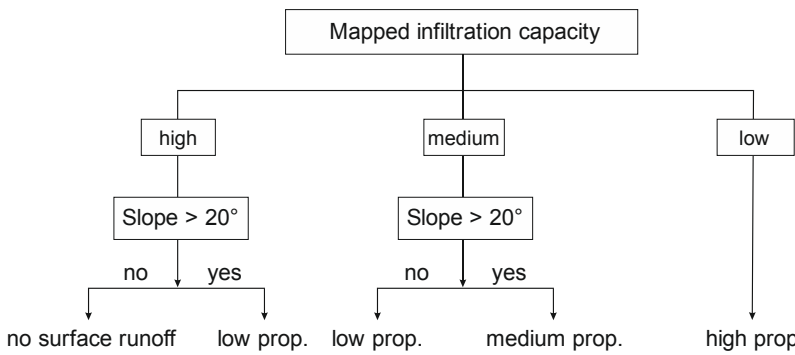 Mapped infiltration capacity
high medium low
Slope > 20° Slope > 20°
no yes no yes
no surface runoff low prop. low prop. medium prop. high prop